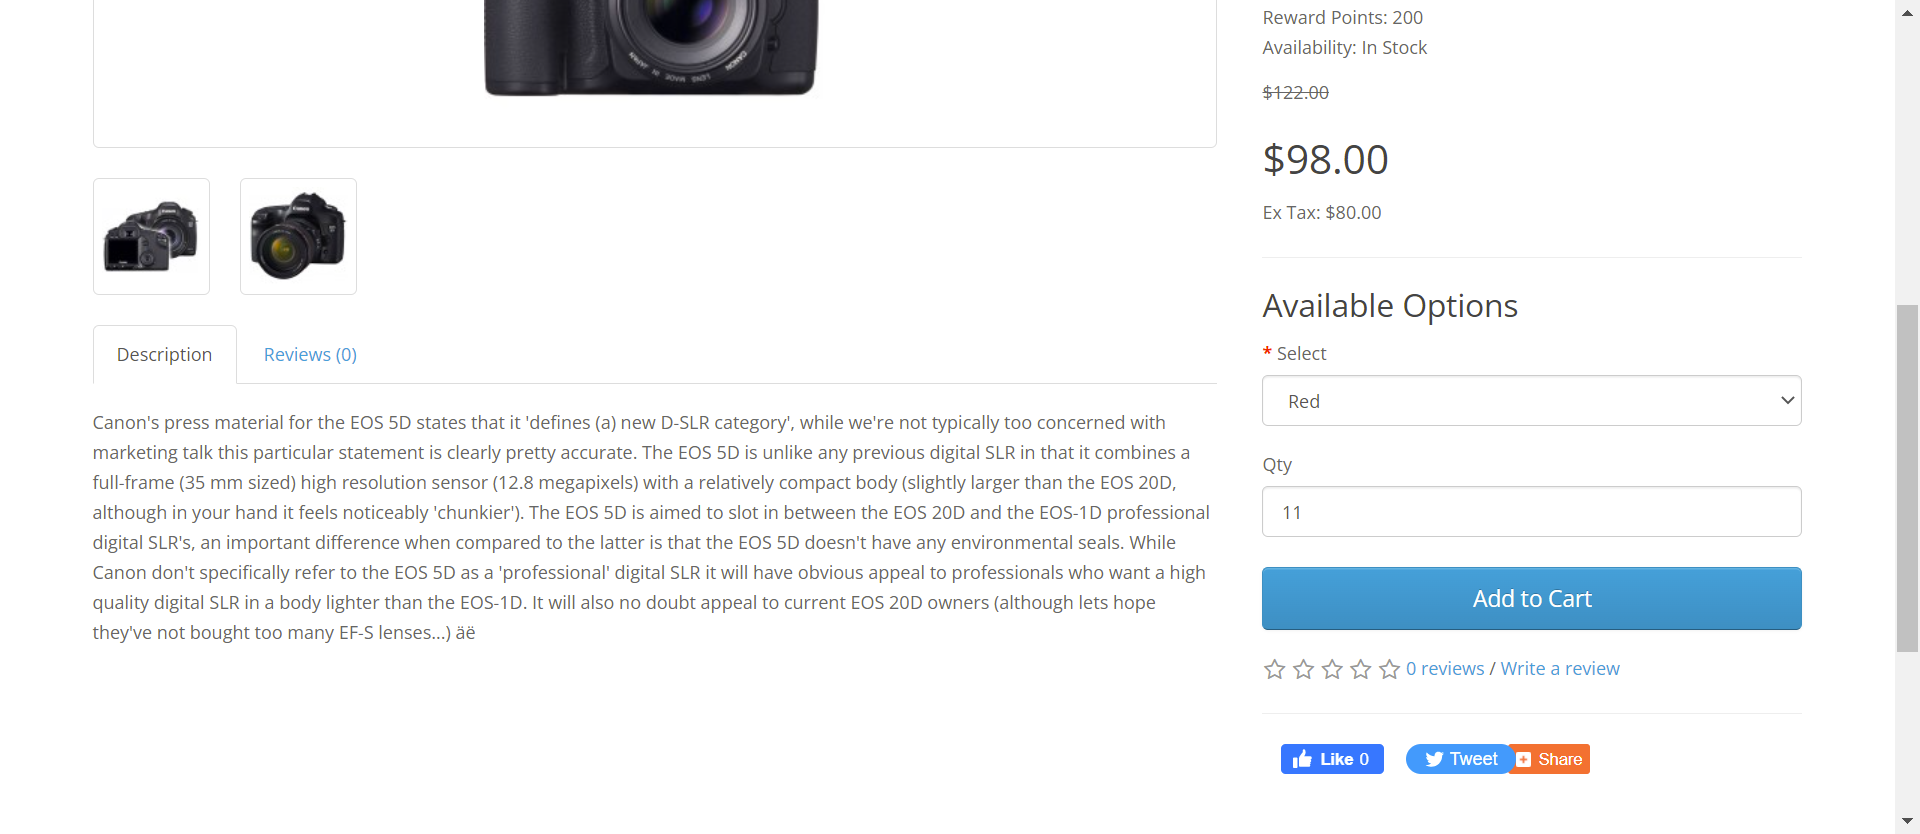 CANON LENS MADE IN JAPAN
Reward Points: 200
Availability: In Stock
$122.00
$98.00
Ex Tax: $80.00
Canon
Description
Reviews (0)
Canon's press material for the EOS 5D states that it 'defines (a) new D-SLR category', while we're not typically too concerned with
marketing talk this particular statement is clearly pretty accurate. The EOS 5D is unlike any previous digital SLR in that it combines a
full-frame (35 mm sized) high resolution sensor (12.8 megapixels) with a relatively compact body (slightly larger than the EOS 20D,
although in your hand it feels noticeably 'chunkier'). The EOS 5D is aimed to slot in between the EOS 20D and the EOS-1D professional
digital SLR's, an important difference when compared to the latter is that the EOS 5D doesn't have any environmental seals. While
Canon don't specifically refer to the EOS 5D as a 'professional' digital SLR it will have obvious appeal to professionals who want a high
quality digital SLR in a body lighter than the EOS-1D. It will also no doubt appeal to current EOS 20D owners (although lets hope
they've not bought too many EF-S lenses...) äë
Available Options
* Select
Red
Qty
11
Add to Cart
0 reviews / Write a review
Like 0
Tweet
Share